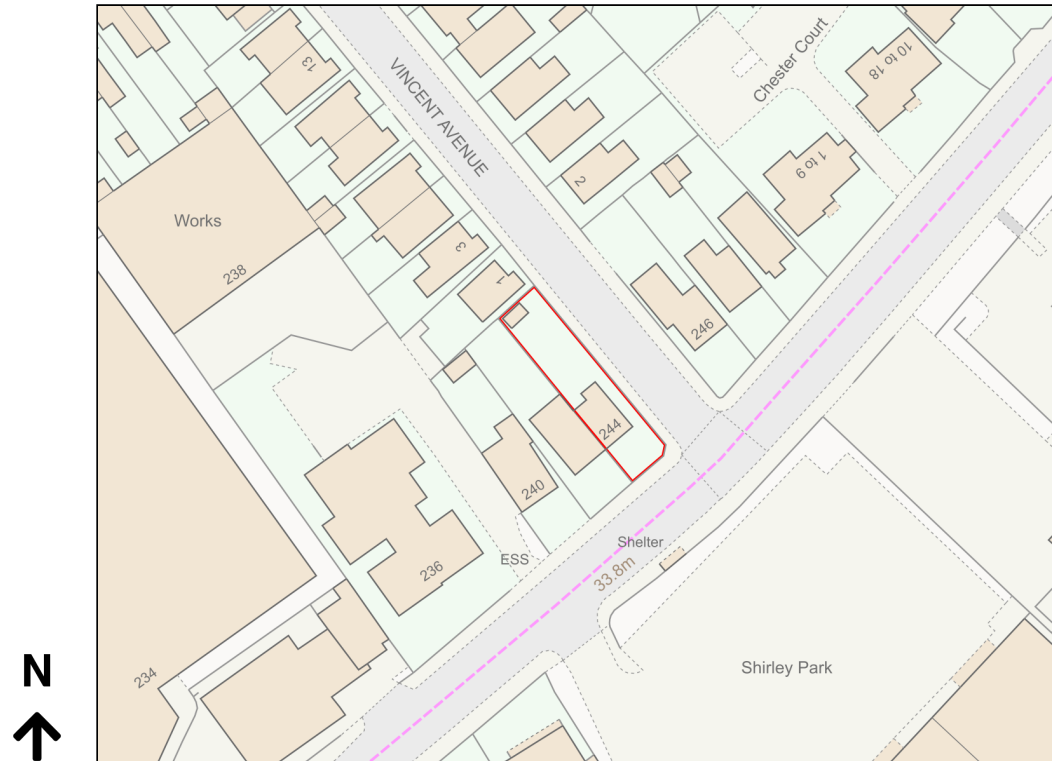 13
VINCENT AVENUE
Chester Court
10 to 18
1 to 9
2
Works
238
3
1
246
244
240
Shelter
ESS
33.8m
236
234
Shirley Park
N